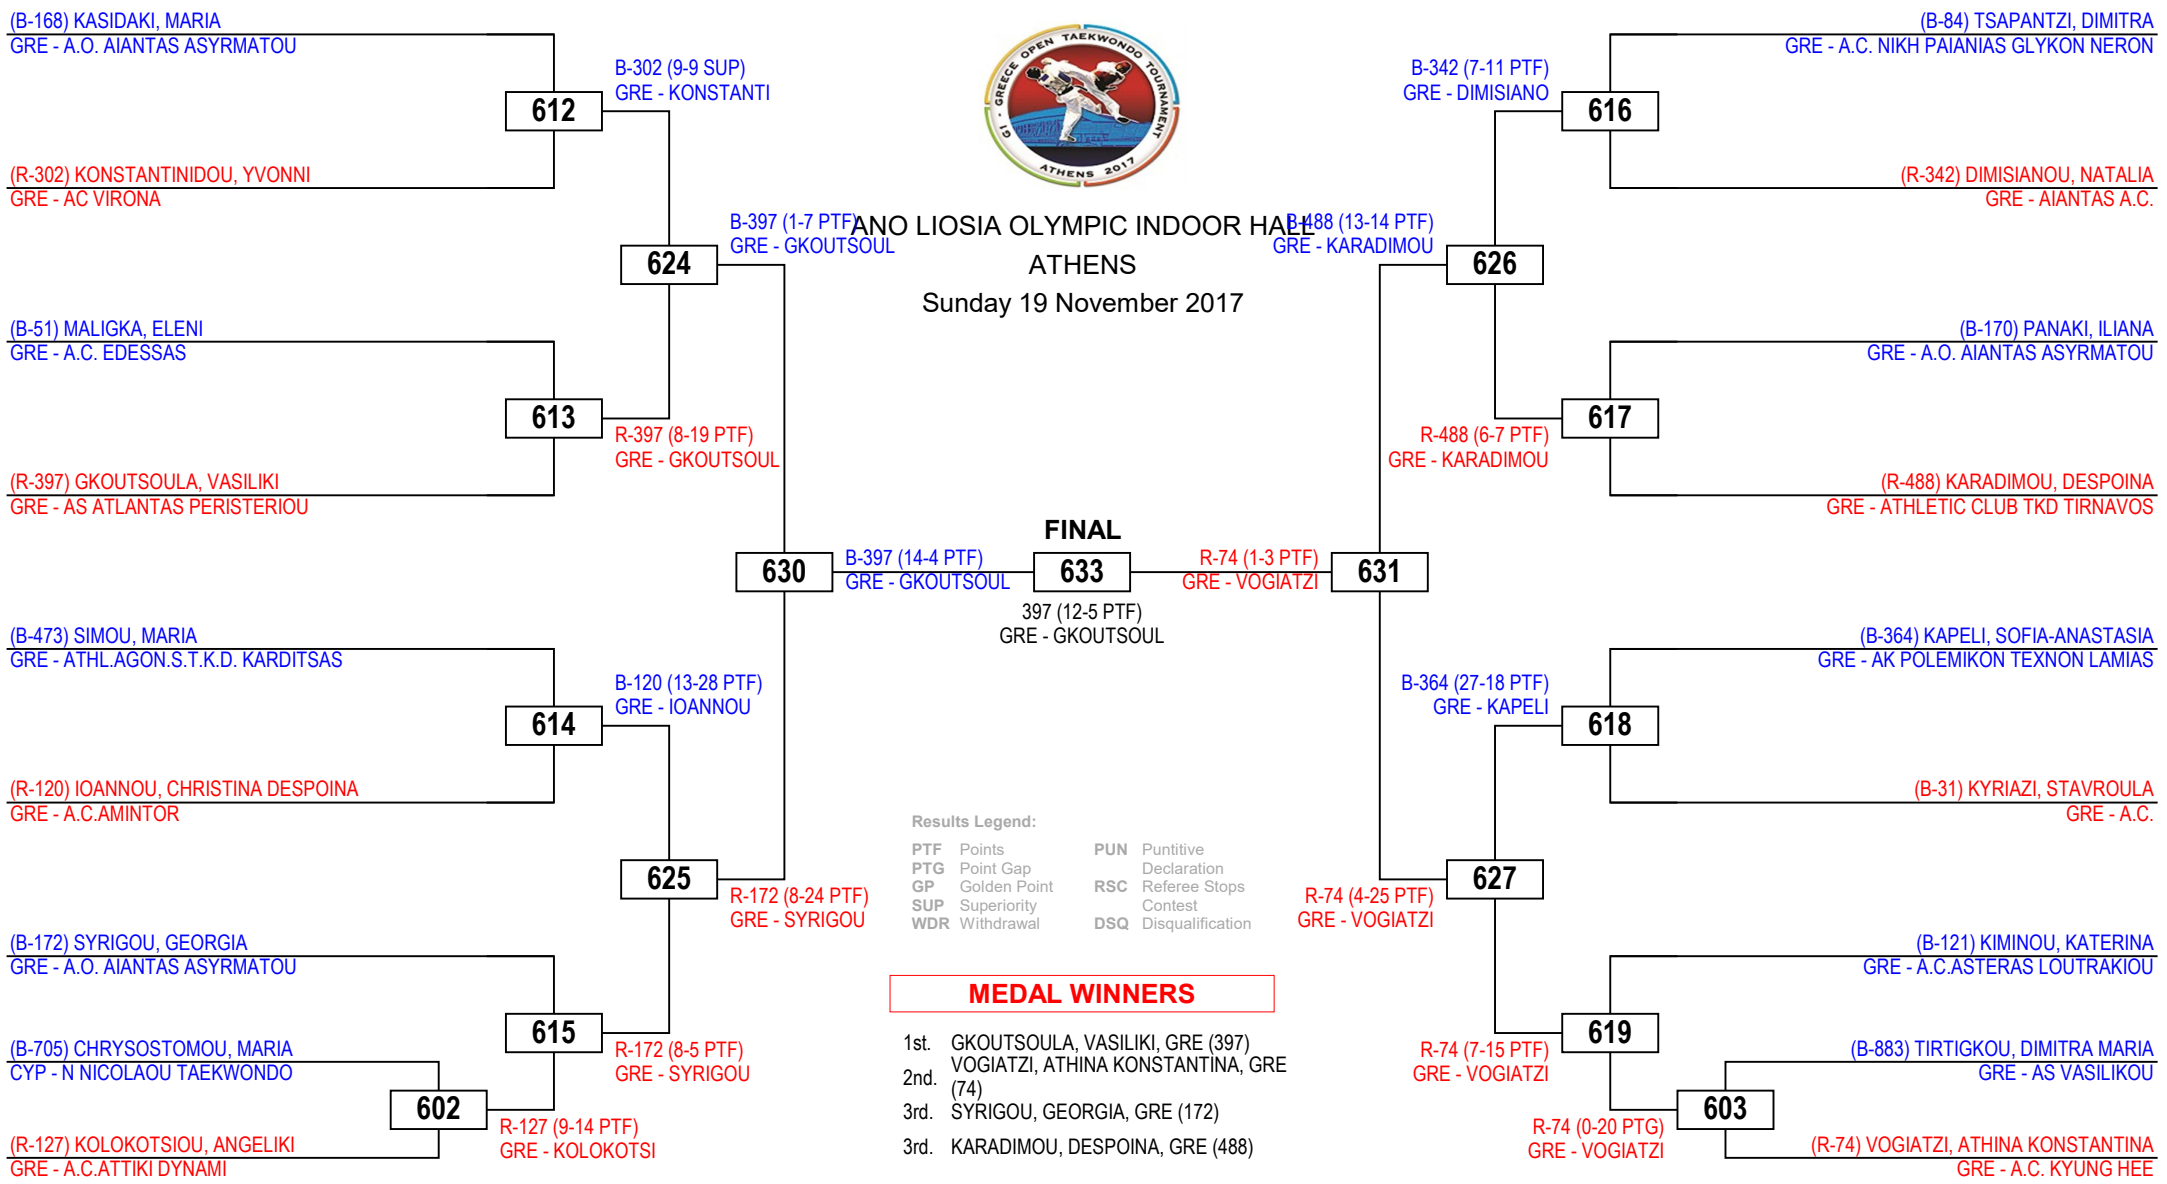 (B-168) KASIDAKI, MARIA
GRE - A.O. AIANTAS ASYRMATOU
612
B-302 (9-9 SUP)
GRE - KONSTANTI
(R-302) KONSTANTINIDOU, YVONNI
GRE - AC VIRONA
624
B-397 (1-7 PTF)
GRE - GKOUTSOUL
(B-51) MALIGKA, ELENI
GRE - A.C. EDESSAS
613
R-397 (8-19 PTF)
GRE - GKOUTSOUL
(R-397) GKOUTSOULA, VASILIKI
GRE - AS ATLANTAS PERISTERIOU
630
B-397 (14-4 PTF)
GRE - GKOUTSOUL
(B-473) SIMOU, MARIA
GRE - ATHL.AGON.S.T.K.D. KARDITSAS
614
B-120 (13-28 PTF)
GRE - IOANNOU
(R-120) IOANNOU, CHRISTINA DESPOINA
GRE - A.C.AMINTOR
625
R-172 (8-24 PTF)
GRE - SYRIGOU
(B-172) SYRIGOU, GEORGIA
GRE - A.O. AIANTAS ASYRMATOU
615
R-172 (8-5 PTF)
GRE - SYRIGOU
(B-705) CHRYSOSTOMOU, MARIA
CYP - N NICOLAOU TAEKWONDO
602
R-127 (9-14 PTF)
GRE - KOLOKOTSI
(R-127) KOLOKOTSIOU, ANGELIKI
GRE - A.C.ATTIKI DYNAMI
G1 - GREECE OPEN TAEKWONDO TOURNAMENT
ATHENS 2017
ANO LIOSIA OLYMPIC INDOOR HALL
ATHENS
Sunday 19 November 2017
FINAL
633
397 (12-5 PTF)
GRE - GKOUTSOUL
Results Legend:
PTF Points
PTG Point Gap
GP Golden Point
SUP Superiority
WDR Withdrawal
PUN Puntitive
Declaration
RSC Referee Stops
Contest
DSQ Disqualification
MEDAL WINNERS
1st. GKOUTSOULA, VASILIKI, GRE (397)
2nd. VOGIATZI, ATHINA KONSTANTINA, GRE
(74)
3rd. SYRIGOU, GEORGIA, GRE (172)
3rd. KARADIMOU, DESPOINA, GRE (488)
(B-84) TSAPANTZI, DIMITRA
GRE - A.C. NIKH PAIANIAS GLYKON NERON
B-342 (7-11 PTF)
GRE - DIMISIANO
616
(R-342) DIMISIANOU, NATALIA
GRE - AIANTAS A.C.
B-488 (13-14 PTF)
GRE - KARADIMOU
626
(B-170) PANAKI, ILIANA
GRE - A.O. AIANTAS ASYRMATOU
617
R-488 (6-7 PTF)
GRE - KARADIMOU
(R-488) KARADIMOU, DESPOINA
GRE - ATHLETIC CLUB TKD TIRNAVOS
R-74 (1-3 PTF)
GRE - VOGIATZI
631
(B-364) KAPELI, SOFIA-ANASTASIA
GRE - AK POLEMIKON TEXNON LAMIAS
B-364 (27-18 PTF)
GRE - KAPELI
618
(B-31) KYRIAZI, STAVROULA
GRE - A.C.
627
R-74 (4-25 PTF)
GRE - VOGIATZI
(B-121) KIMINOU, KATERINA
GRE - A.C.ASTERAS LOUTRAKIOU
619
R-74 (7-15 PTF)
GRE - VOGIATZI
(B-883) TIRTIGKOU, DIMITRA MARIA
GRE - AS VASILIKOU
603
R-74 (0-20 PTG)
GRE - VOGIATZI
(R-74) VOGIATZI, ATHINA KONSTANTINA
GRE - A.C. KYUNG HEE